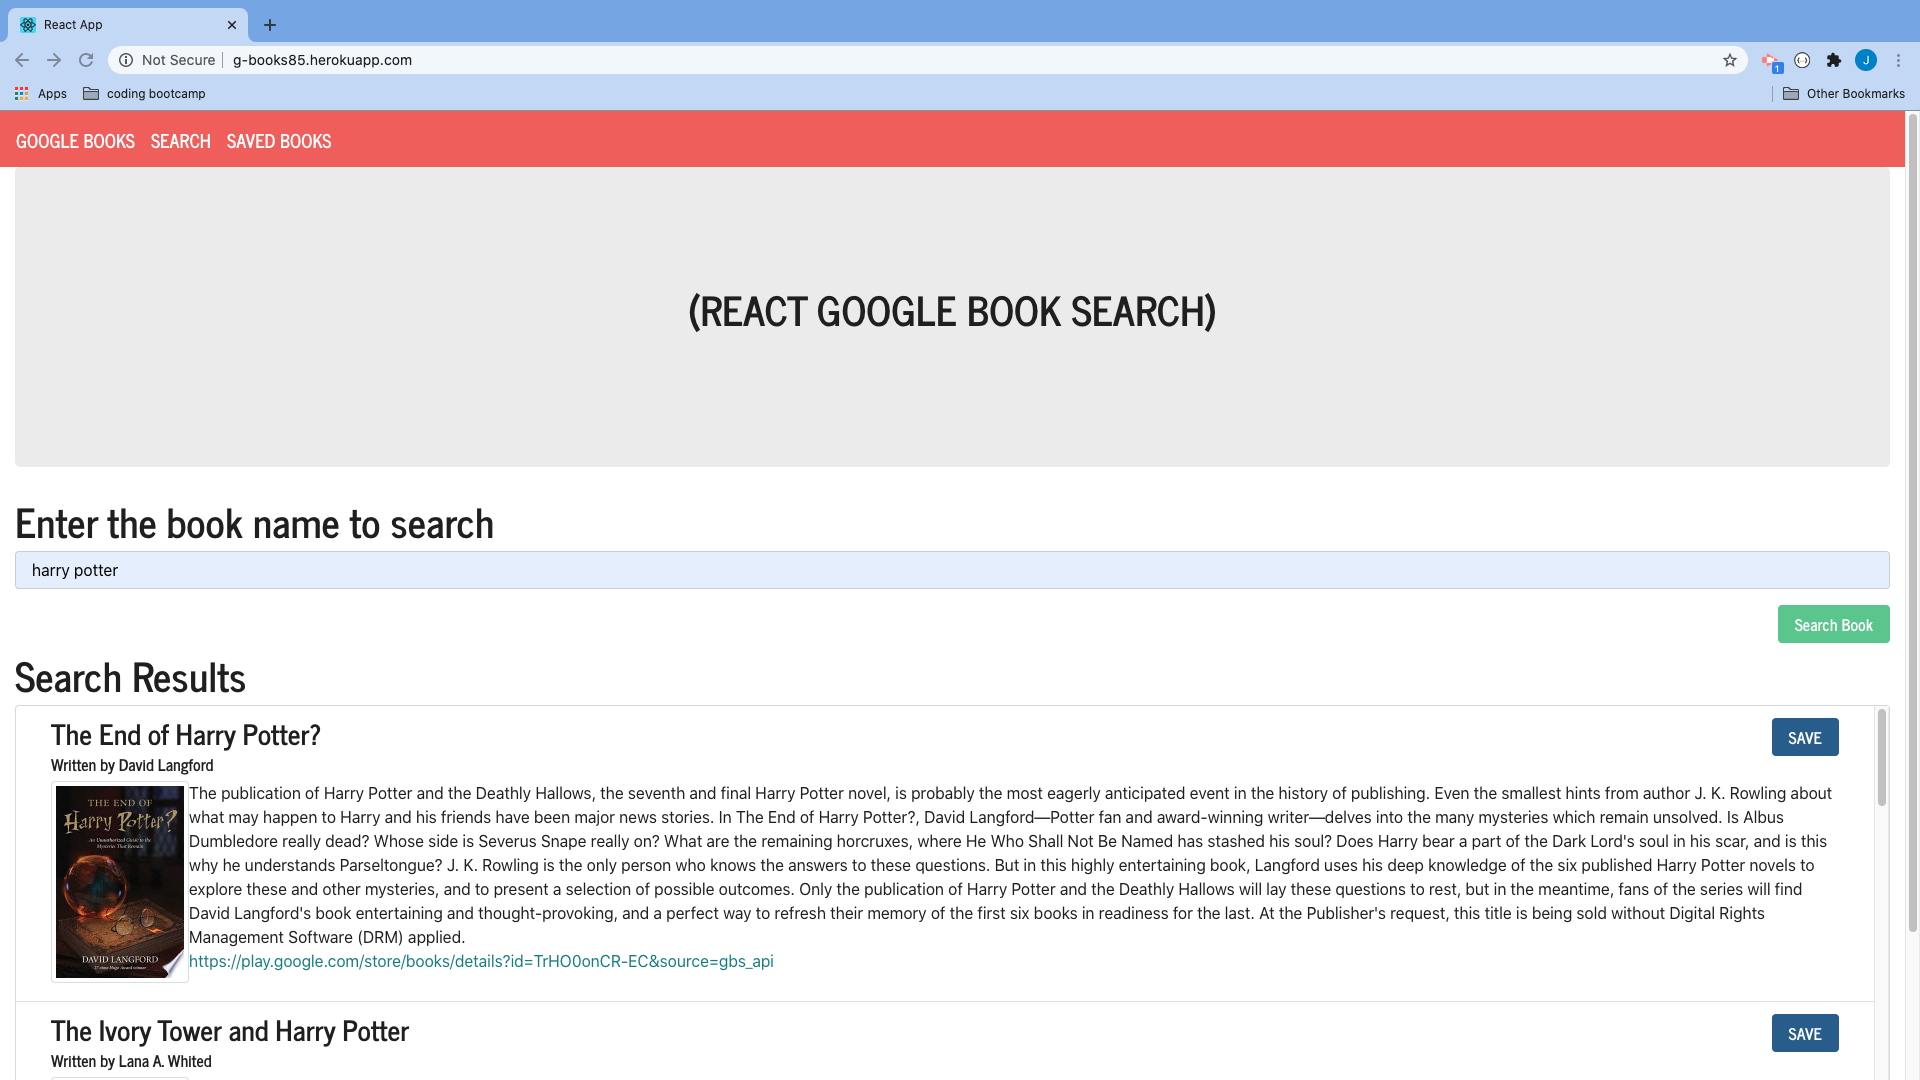 React App
Not Secure
g-books85.herokuapp.com
J
1
Apps
coding bootcamp
Other Bookmarks
GOOGLE BOOKS SEARCH SAVED BOOKS
(REACT GOOGLE BOOK SEARCH)
Enter the book name to search
harry potter
Search Book
Search Results
The End of Harry Potter?
SAVE
Written by David Langford
THE END OF
Harry Potter?
An Unauthorized Guide to the
Mysteries That Remain
DAVID LANGFORD
The publication of Harry Potter and the Deathly Hallows, the seventh and final Harry Potter novel, is probably the most eagerly anticipated event in the history of publishing. Even the smallest hints from author J. K. Rowling about
what may happen to Harry and his friends have been major news stories. In The End of Harry Potter?, David Langford—Potter fan and award-winning writer—delves into the many mysteries which remain unsolved. Is Albus
Dumbledore really dead? Whose side is Severus Snape really on? What are the remaining horcruxes, where He Who Shall Not Be Named has stashed his soul? Does Harry bear a part of the Dark Lord's soul in his scar, and is this
why he understands Parseltongue? J. K. Rowling is the only person who knows the answers to these questions. But in this highly entertaining book, Langford uses his deep knowledge of the six published Harry Potter novels to
explore these and other mysteries, and to present a selection of possible outcomes. Only the publication of Harry Potter and the Deathly Hallows will lay these questions to rest, but in the meantime, fans of the series will find
David Langford's book entertaining and thought-provoking, and a perfect way to refresh their memory of the first six books in readiness for the last. At the Publisher's request, this title is being sold without Digital Rights
Management Software (DRM) applied.
https://play.google.com/store/books/details?id=TrHO0onCR-EC&source=gbs_api
The Ivory Tower and Harry Potter
SAVE
Written by Lana A. Whited